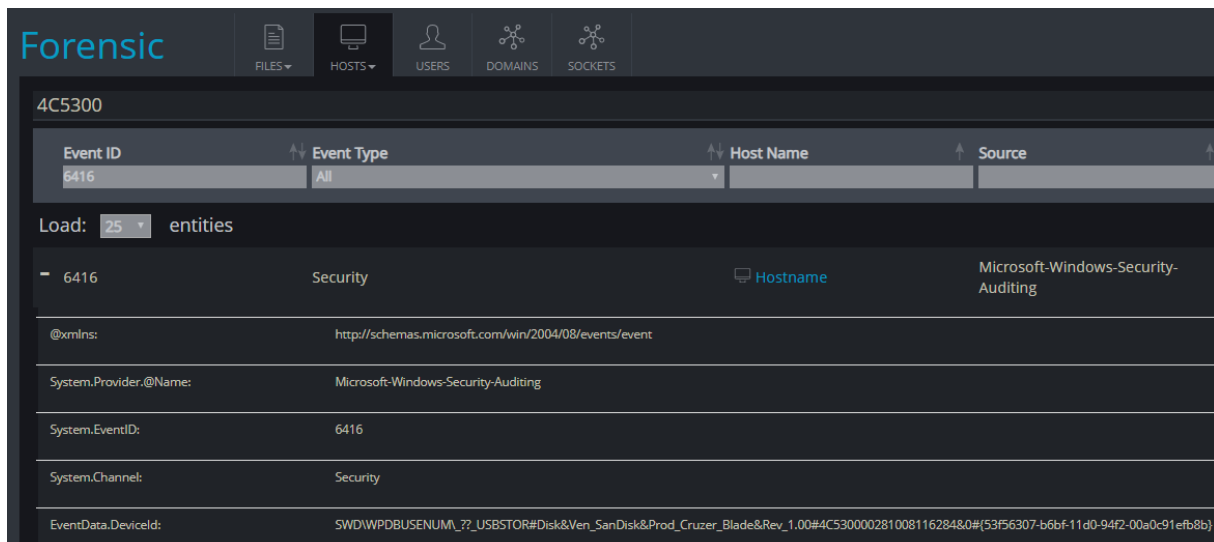 Forensic
FILES HOSTS USERS DOMAINS SOCKETS
4C5300
Event ID Event Type Host Name Source
6416 All
Load: 25 entities
- 6416 Security Hostname Microsoft-Windows-Security-
Auditing
@xmlns: http://schemas.microsoft.com/win/2004/08/events/event
System.Provider.@Name: Microsoft-Windows-Security-Auditing
System.EventID: 6416
System.Channel: Security
EventData.DeviceId: SWD\WPDBUSENUM\_??_USBSTOR#Disk&Ven_SanDisk&Prod_Cruzer_Blade&Rev_1.00#4C530000281008116284&0#{53f56307-b6bf-11d0-94f2-00a0c91efb8b}